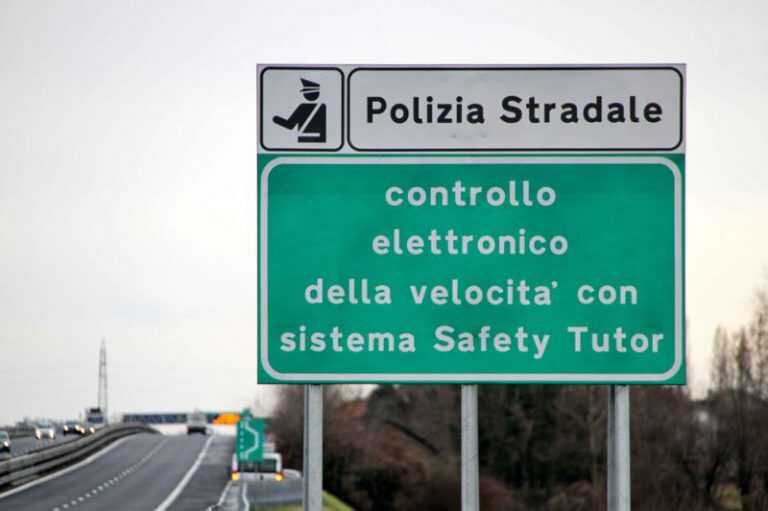 Polizia Stradale
controllo
elettronico
della velocita' con
sistema Safety Tutor